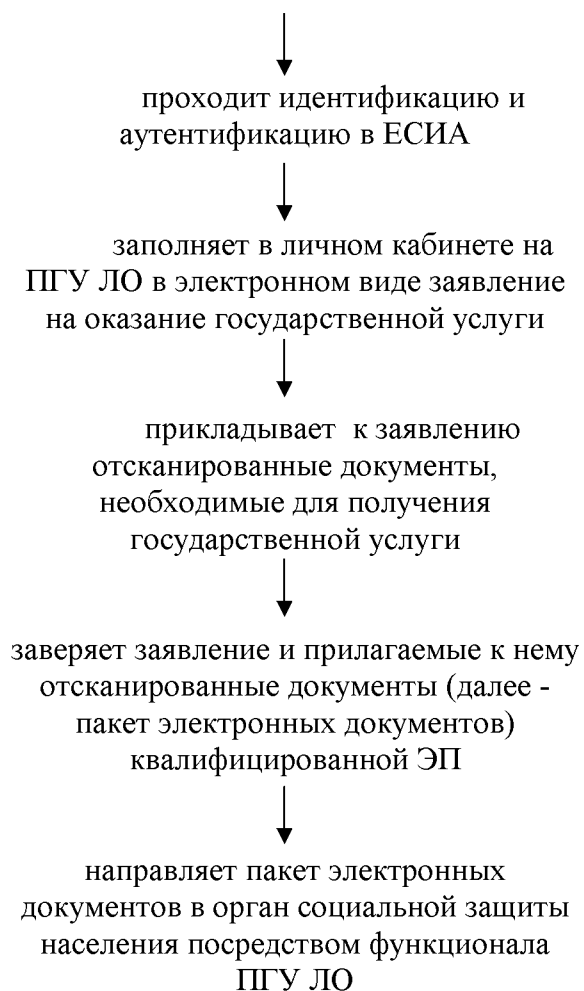 проходит идентификацию и
аутентификацию в ЕСИА
заполняет в личном кабинете на
ПГУ ЛО в электронном виде заявление
на оказание государственной услуги
прикладывает к заявлению
отсканированные документы,
необходимые для получения
государственной услуги
заверяет заявление и прилагаемые к нему
отсканированные документы (далее -
пакет электронных документов)
квалифицированной ЭП
направляет пакет электронных
документов в орган социальной защиты
населения посредством функционала
ПГУ ЛО